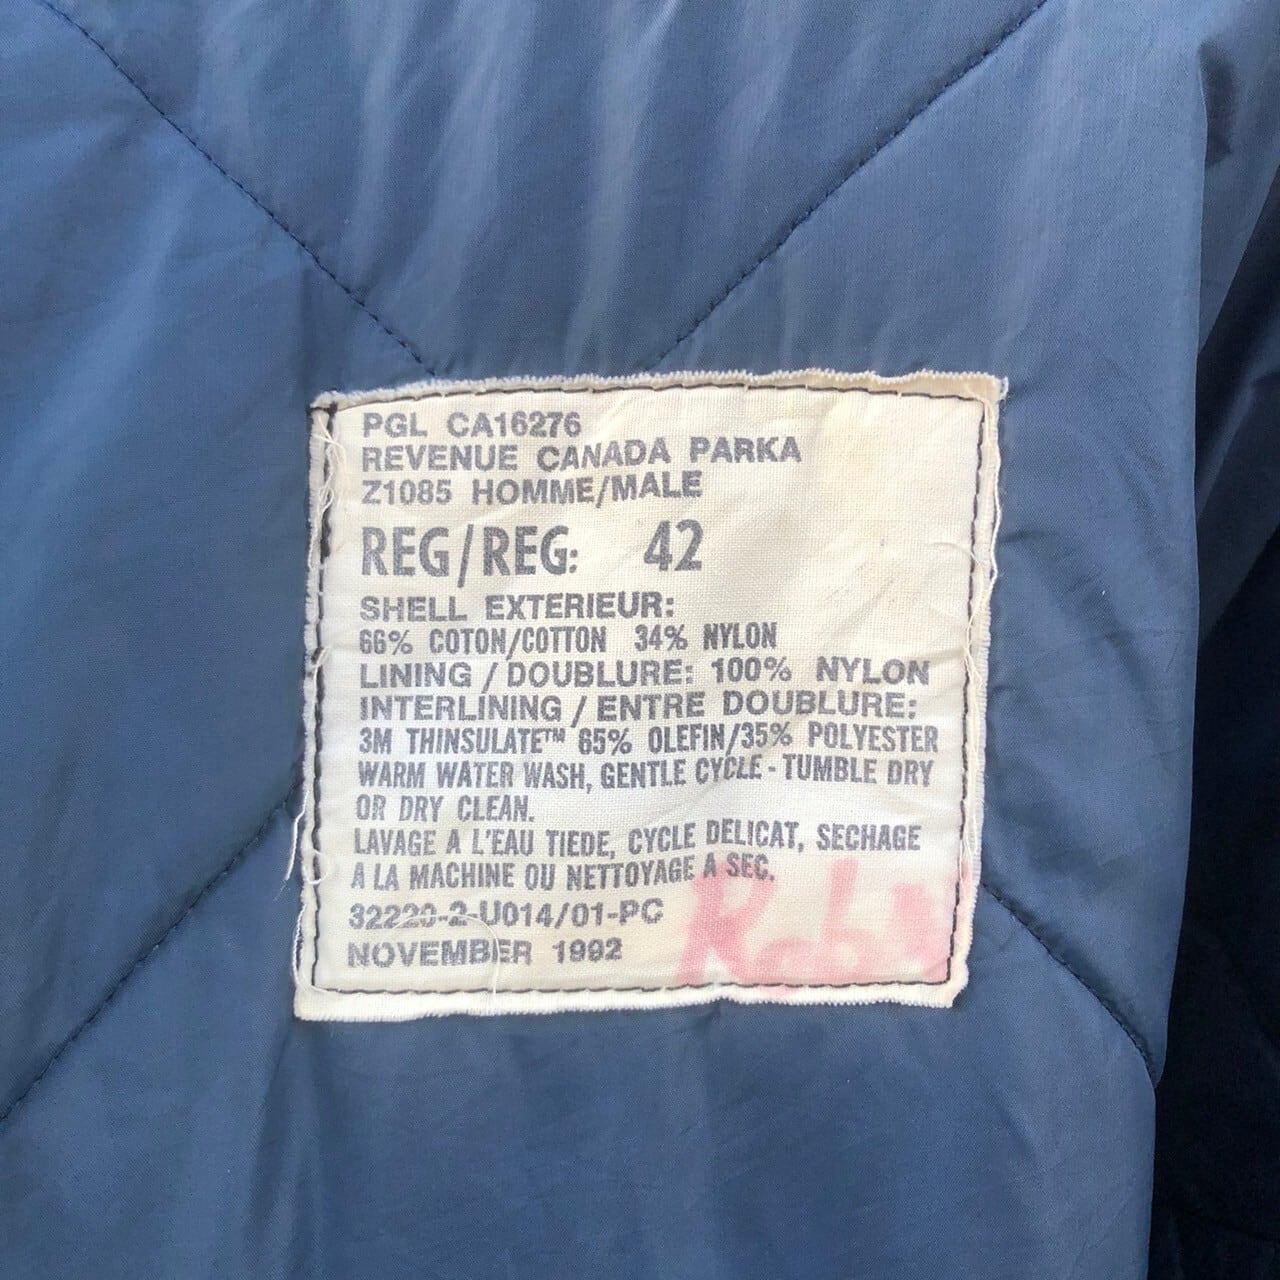 PGL CA16276
REVENUE CANADA PARKA
Z1085 HOMME/MALE
REG/REG: 42
SHELL EXTERIEUR:
66% COTON/COTTON 34% NYLON
LINING / DOUBLURE: 100% NYLON
INTERLINING / ENTRE DOUBLURE:
3M THINSULATE™ 65% OLEFIN/35% POLYESTER
WARM WATER WASH, GENTLE CYCLE - TUMBLE DRY
OR DRY CLEAN.
LAVAGE A L'EAU TIEDE, CYCLE DELICAT, SECHAGE
A LA MACHINE OU NETTOYAGE A SEC.
32220-2-U014/01-PC
NOVEMBER 1992